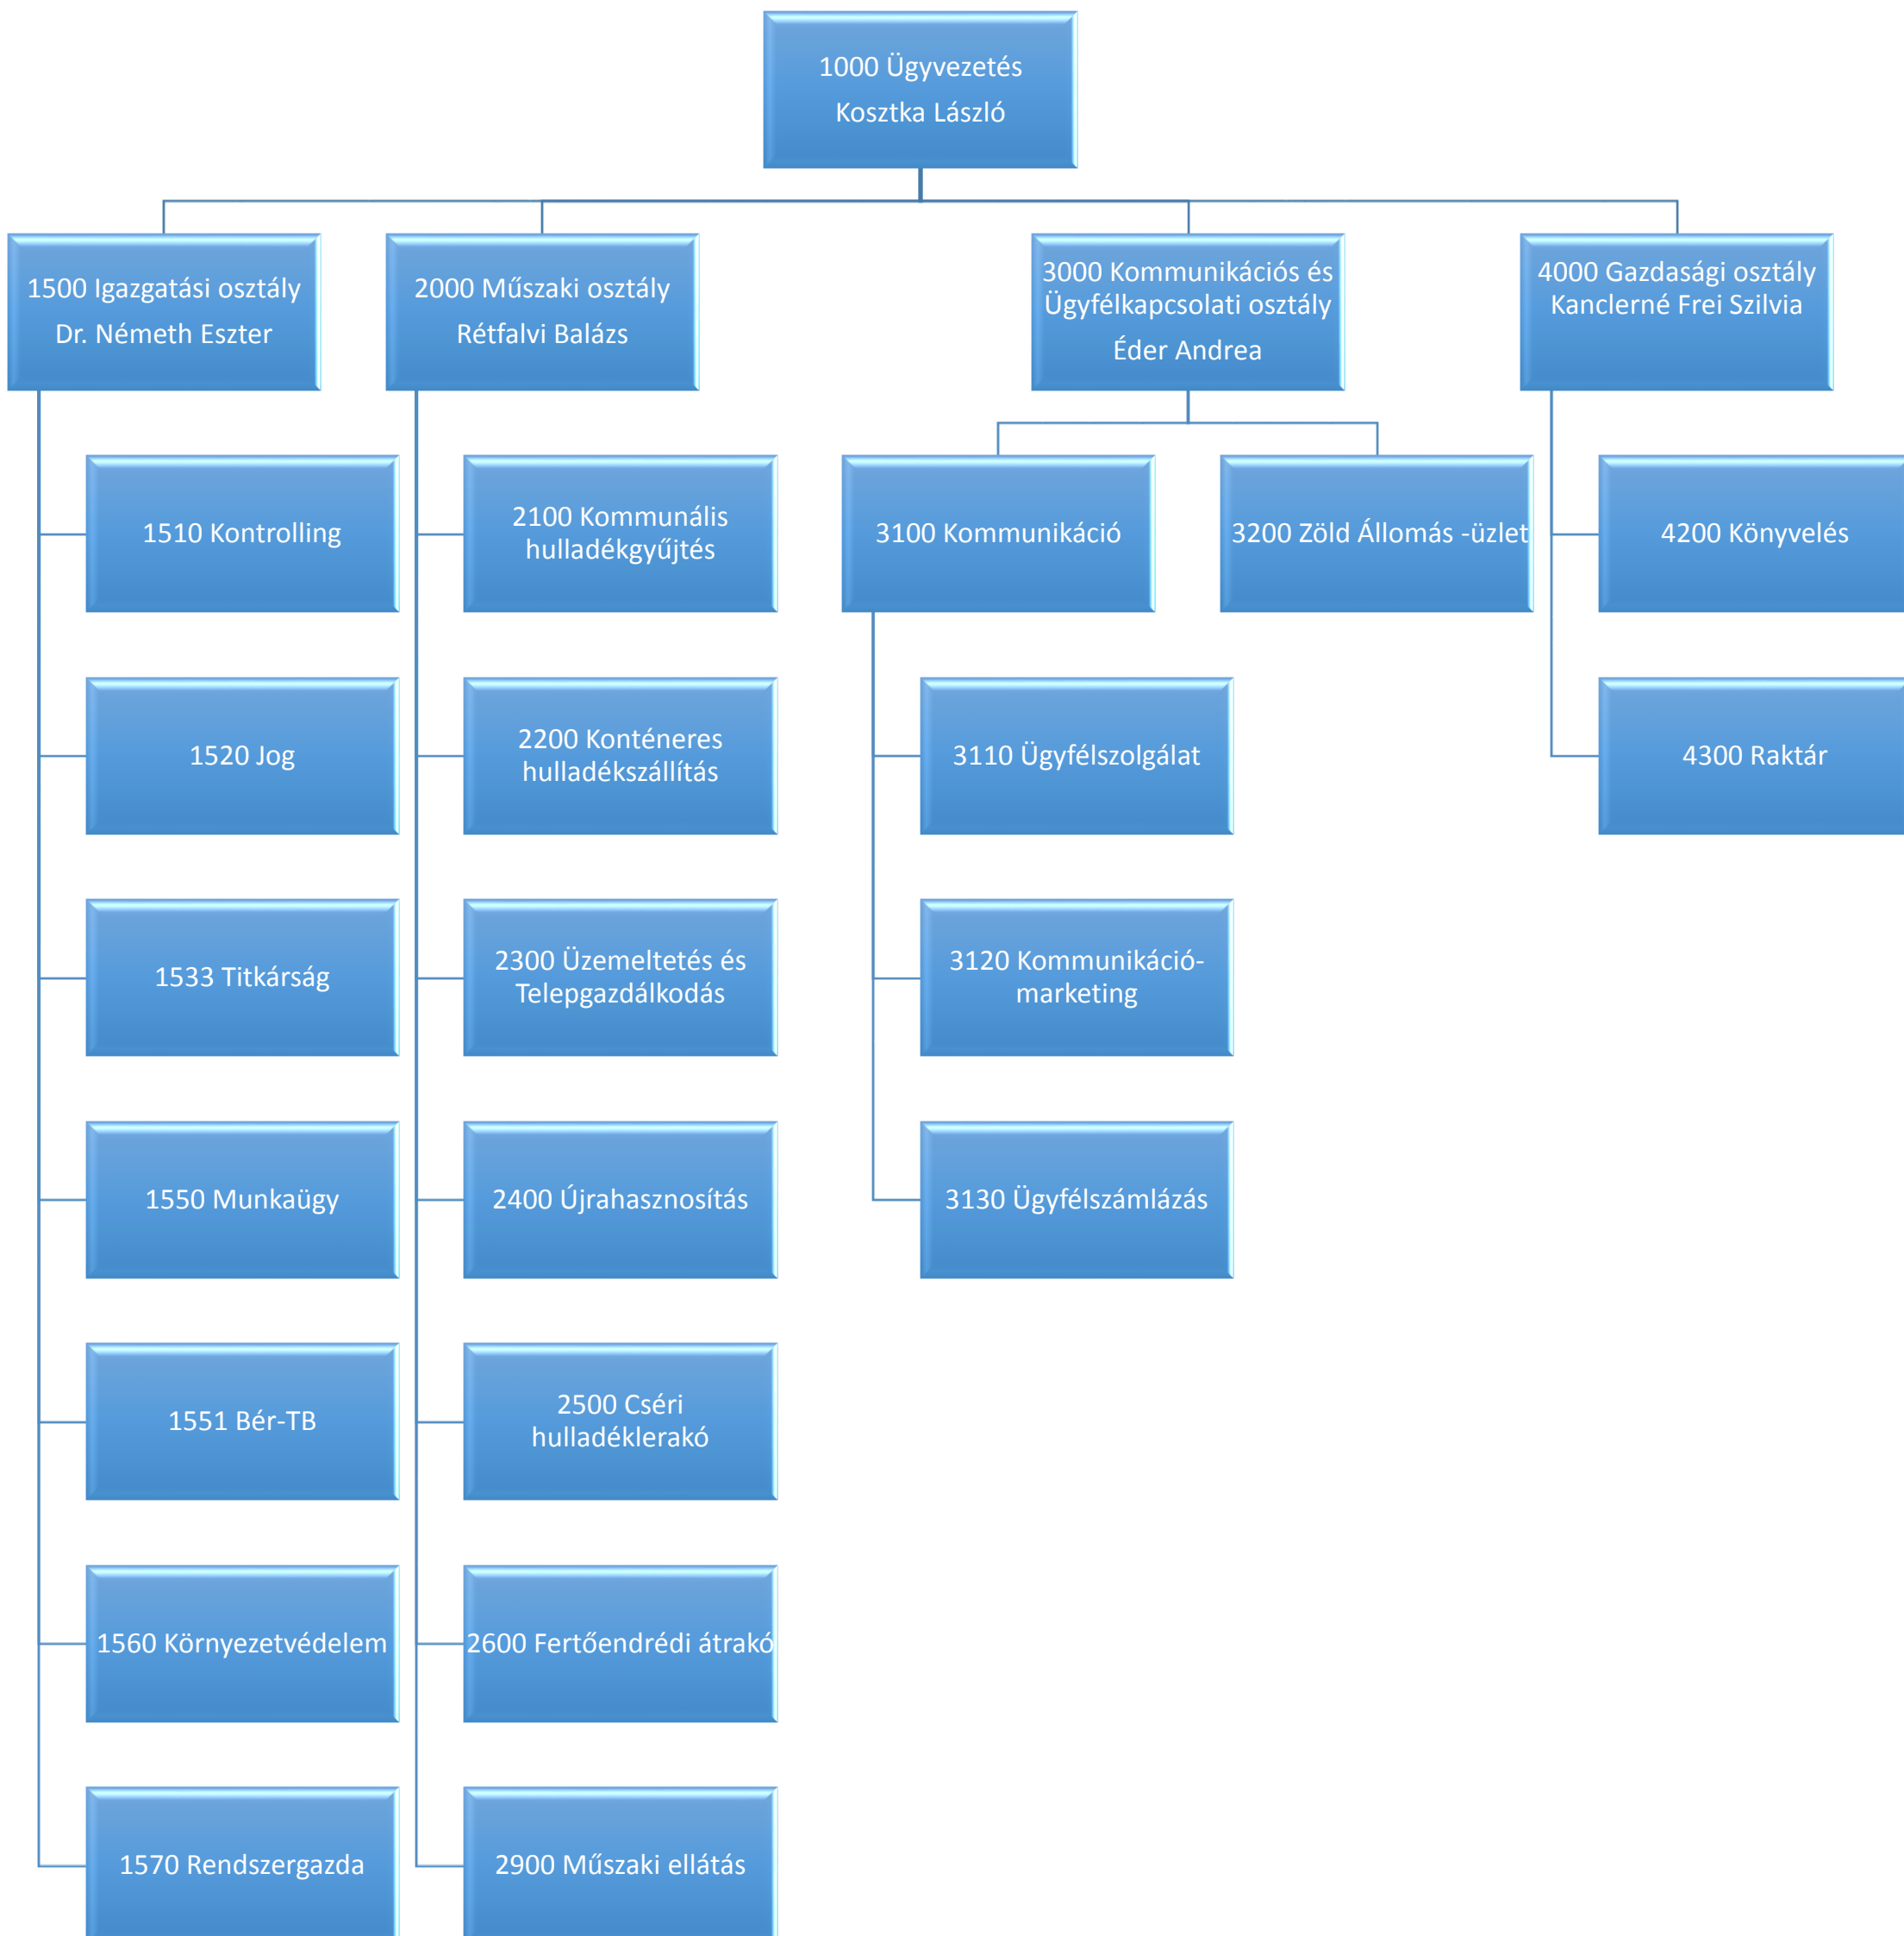 1000 Ügyvezetés
Kosztka László
1500 Igazgatási osztály
Dr. Németh Eszter
2000 Műszaki osztály
Rétfalvi Balázs
3000 Kommunikációs és
Ügyfélkapcsolati osztály
Éder Andrea
4000 Gazdasági osztály
Kanclerné Frei Szilvia
1510 Kontrolling
1520 Jog
1533 Titkárság
1550 Munkaügy
1551 Bér-TB
1560 Környezetvédelem
1570 Rendszergazda
2100 Kommunális
hulladékgyűjtés
2200 Konténeres
hulladékszállítás
2300 Üzemeltetés és
Telepgazdálkodás
2400 Újrahasznosítás
2500 Cséri
hulladéklerakó
2600 Fertőendrédi átrakó
2900 Műszaki ellátás
3100 Kommunikáció
3110 Ügyfélszolgálat
3120 Kommunikáció-
marketing
3130 Ügyfélszámlázás
3200 Zöld Állomás -üzlet
4200 Könyvelés
4300 Raktár